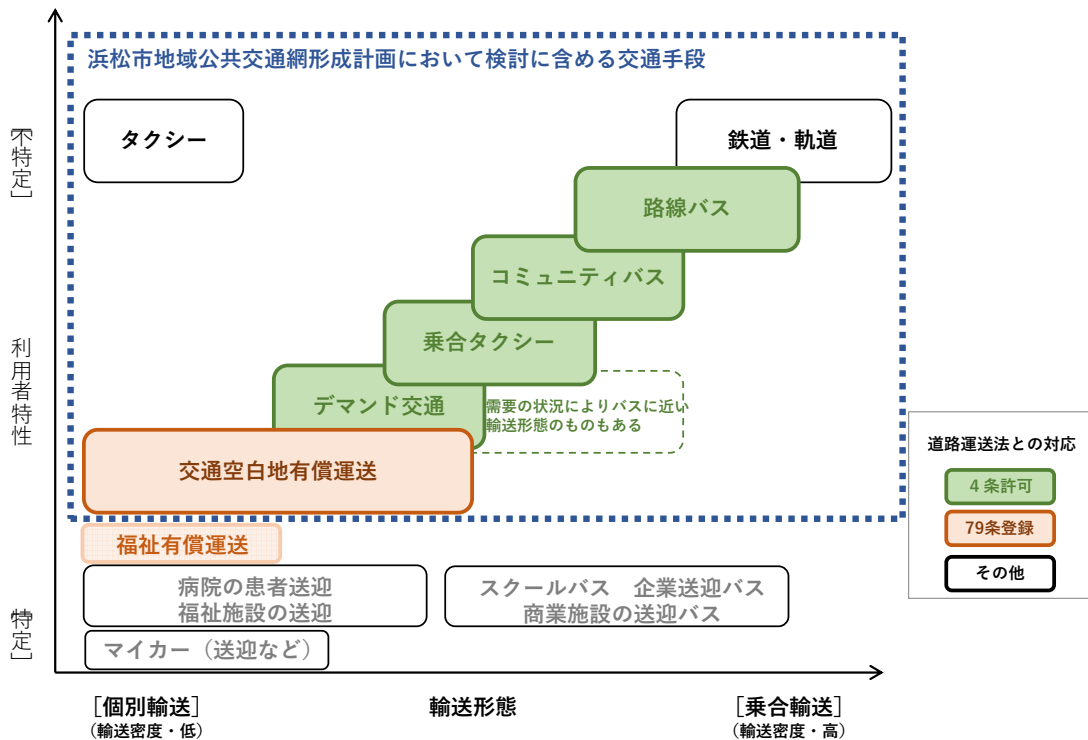 浜松市地域公共交通網形成計画において検討に含める交通手段
[不特定]
タクシー
鉄道・軌道
路線バス
コミュニティバス
利用者特性
乗合タクシー
デマンド交通
需要の状況によりバスに近い
輸送形態のものもある
交通空白地有償運送
道路運送法との対応
4条許可
79条登録
その他
福祉有償運送
病院の患者送迎
福祉施設の送迎
スクールバス　企業送迎バス
商業施設の送迎バス
[特定]
マイカー（送迎など）
［個別輸送］
（輸送密度・低）
輸送形態
［乗合輸送］
（輸送密度・高）